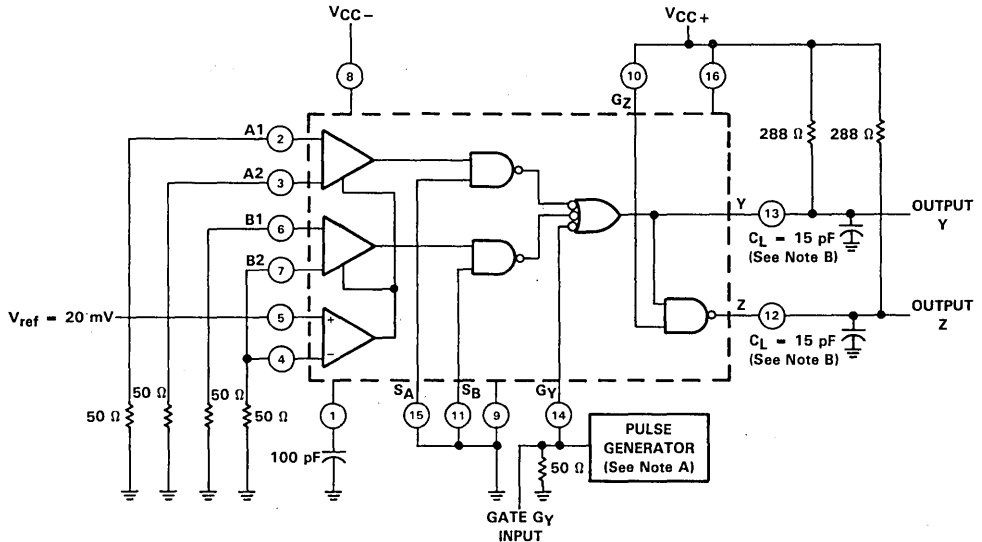 VCC−
VCC+
8
10
16
GZ
A1
2
A2
3
B1
6
B2
7
Vref = 20 mV
5
+
4
−
288 Ω
288 Ω
Y
13
OUTPUT
Y
CL = 15 pF
(See Note B)
Z
12
OUTPUT
Z
CL = 15 pF
(See Note B)
50 Ω
50 Ω
50 Ω
50 Ω
1
100 pF
SA
15
SB
11
9
GY
14
50 Ω
PULSE
GENERATOR
(See Note A)
GATE GY
INPUT